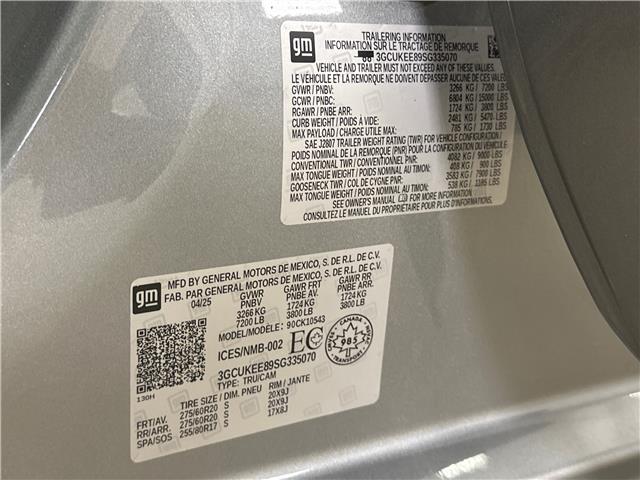 gm
TRAILERING INFORMATION
INFORMATION SUR LE TRACTAGE DE REMORQUE
3GCUKEE89SG335070
VEHICLE AND TRAILER MUST NOT EXCEED ANY OF THESE VALUES.
LE VÉHICULE ET LA REMORQUE NE DOIVENT DÉPASSER AUCUNE DE CES VALEU
GVWR / PNBV: 3266 KG / 7200 LBS
GCWR / PNBC: 6804 KG / 15000 LBS
RGAWR / PNBE ARR: 1724 KG / 3800 LBS
CURB WEIGHT / POIDS À VIDE: 2481 KG / 5470 LBS
MAX PAYLOAD / CHARGE UTILE MAX: 785 KG / 1730 LBS
SAE J2807 TRAILER WEIGHT RATING (TWR) FOR VEHICLE CONFIGURATION/
POIDS NOMINAL DE LA REMORQUE (PNR) POUR LA CONFIGURATION DU VÉHICULE:
CONVENTIONAL TWR / CONVENTIONNEL PNR: 4082 KG / 9000 LBS
MAX TONGUE WEIGHT / POIDS NOMINAL AU TIMON: 408 KG / 900 LBS
GOOSENECK TWR / COL DE CYGNE PNR: 3583 KG / 7900 LBS
MAX TONGUE WEIGHT / POIDS NOMINAL AU TIMON: 538 KG / 1185 LBS
SEE OWNER'S MANUAL FOR MORE INFORMATION.
CONSULTEZ LE MANUEL DU PROPRIÉTAIRE POUR PLUS D'INFORMATION.
gm
MFD BY GENERAL MOTORS DE MEXICO, S. DE R.L. DE C.V.
FAB. PAR GENERAL MOTORS DE MEXICO, S. DE R.L. DE C.V.
04/25 GVWR GAWR FRT GAWR RR
PNBV PNBE AV. PNBE ARR.
3266 KG 1724 KG 1724 KG
7200 LB 3800 LB 3800 LB
MODEL/MODÈLE: 90CK10543
ICES/NMB-002 EC
CANADA 985 TRANSPORT
3GCUKEE89SG335070
TYPE: TRU/CAM
130H
TIRE SIZE / DIM. PNEU RIM / JANTE
FRT/AV. 275/60R20 S 20X9J
RR/ARR. 275/60R20 S 20X9J
SPA/SOS 255/80R17 S 17X8J